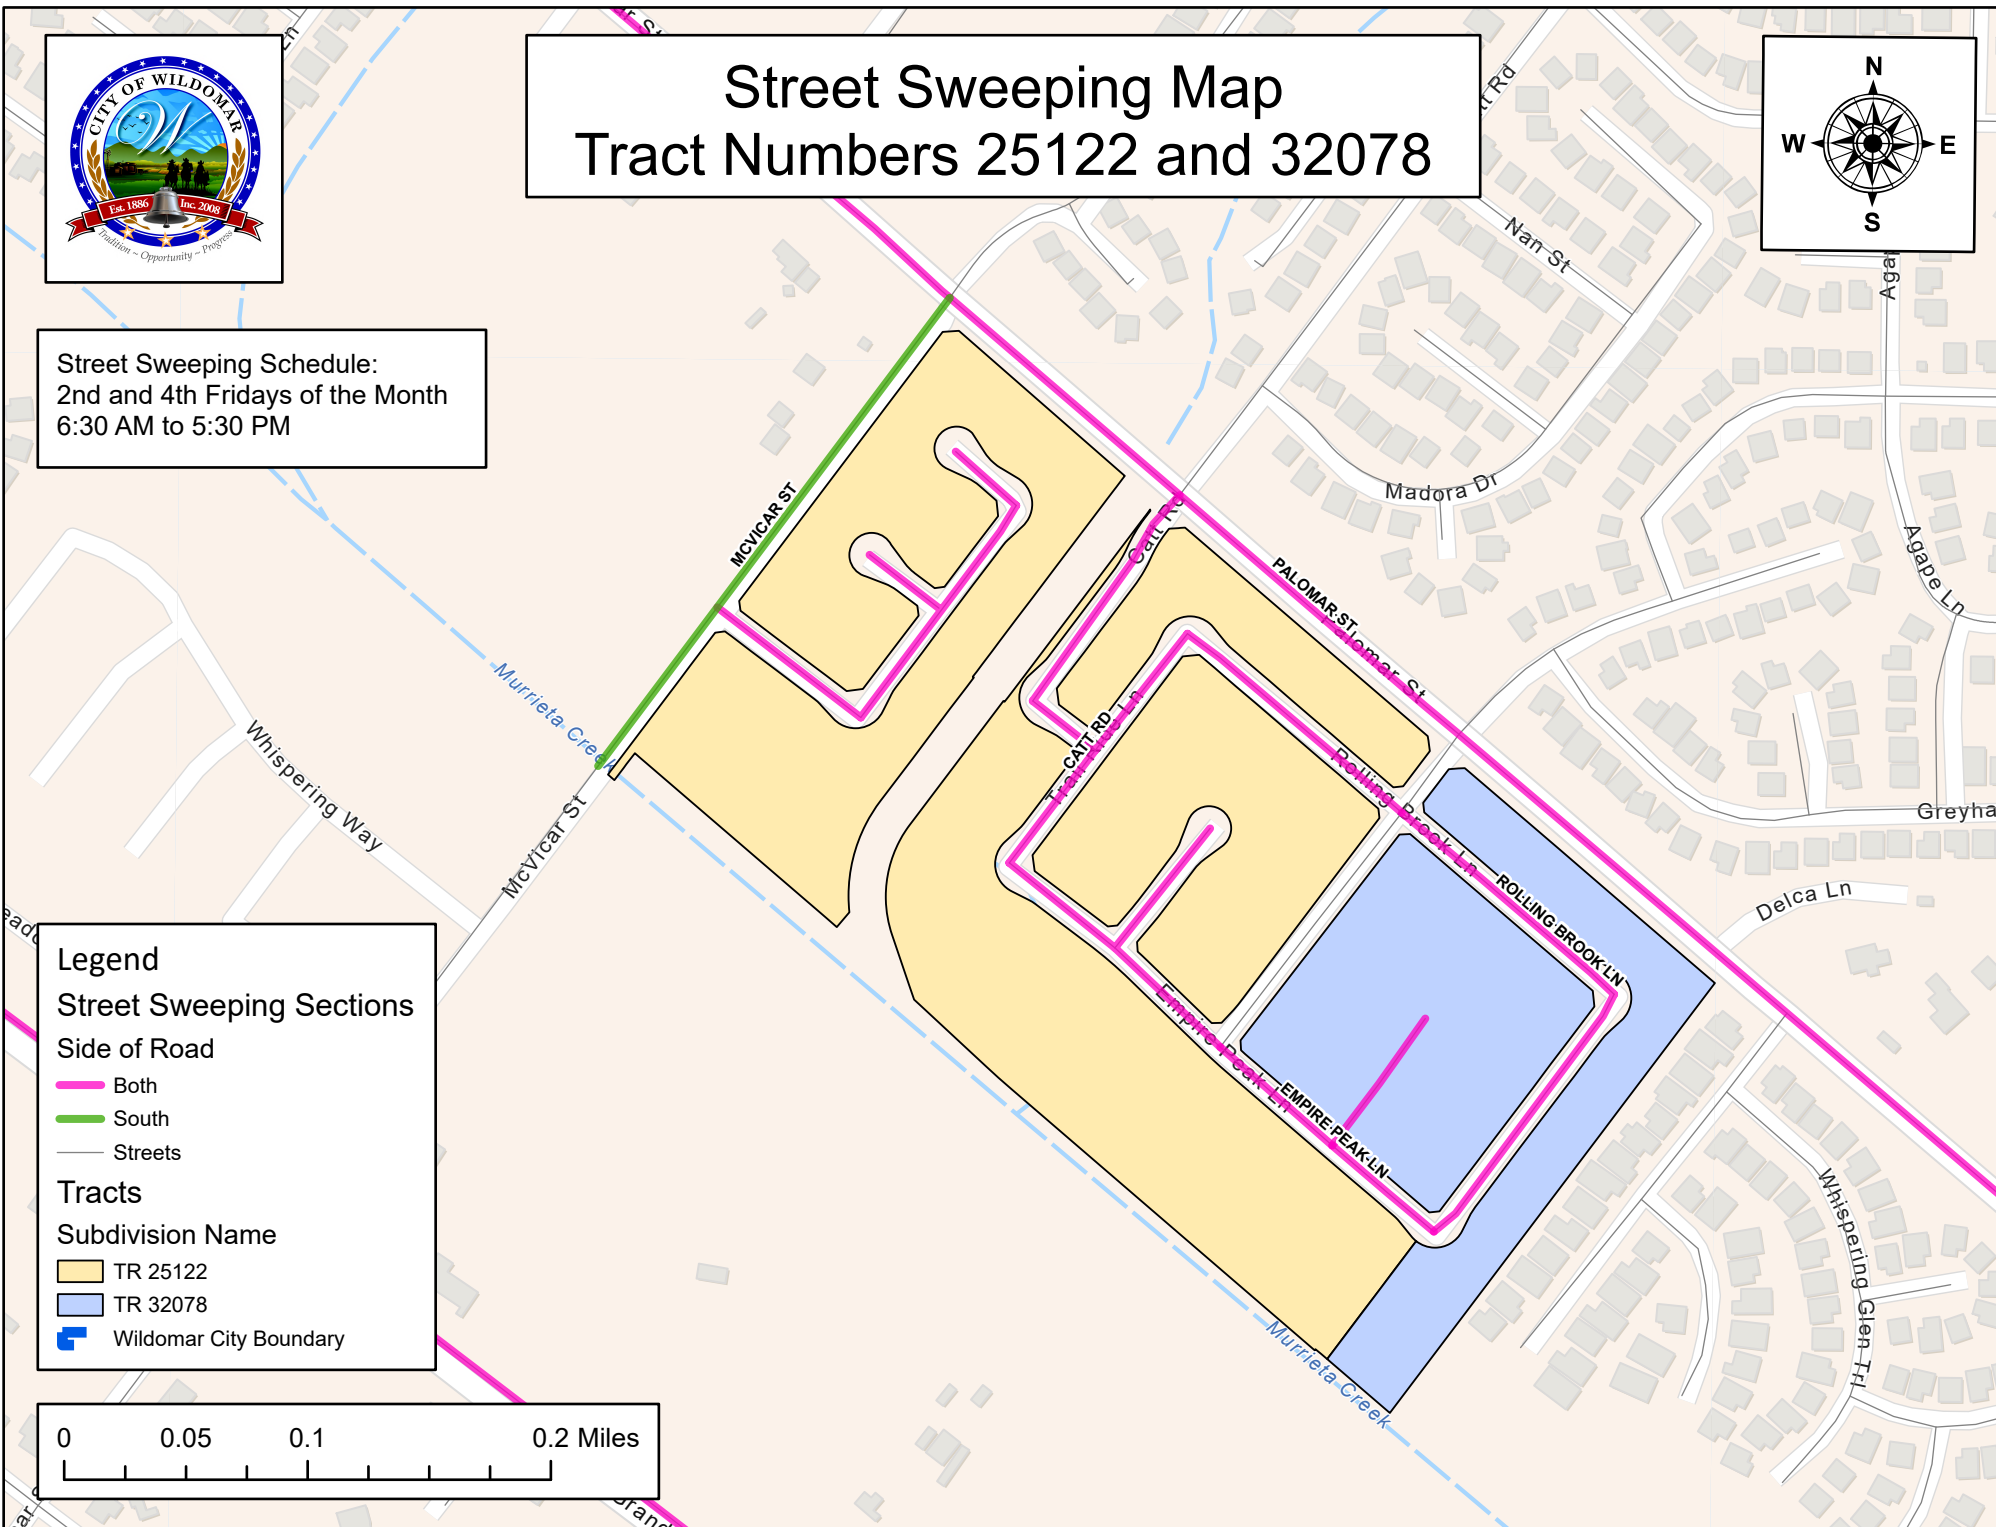 Street Sweeping Map
Tract Numbers 25122 and 32078
CITY OF WILDOMAR
Est. 1886
Inc. 2008
Tradition ~ Opportunity ~ Progress
N
W
E
S
Street Sweeping Schedule:
2nd and 4th Fridays of the Month
6:30 AM to 5:30 PM
Nan St
Madora Dr
Agape Ln
MCVICAR ST
Catt Rd
PALOMAR ST
Palomar St
Murrieta Creek
CATT RD
Rolling Brook Ln
Whispering Way
McVicar St
ROLLING BROOK LN
Delca Ln
Empire Peak Ln
EMPIRE PEAK LN
Whispering Glen Trl
Murrieta Creek
Legend
Street Sweeping Sections
Side of Road
Both
South
Streets
Tracts
Subdivision Name
TR 25122
TR 32078
Wildomar City Boundary
0
0.05
0.1
0.2 Miles